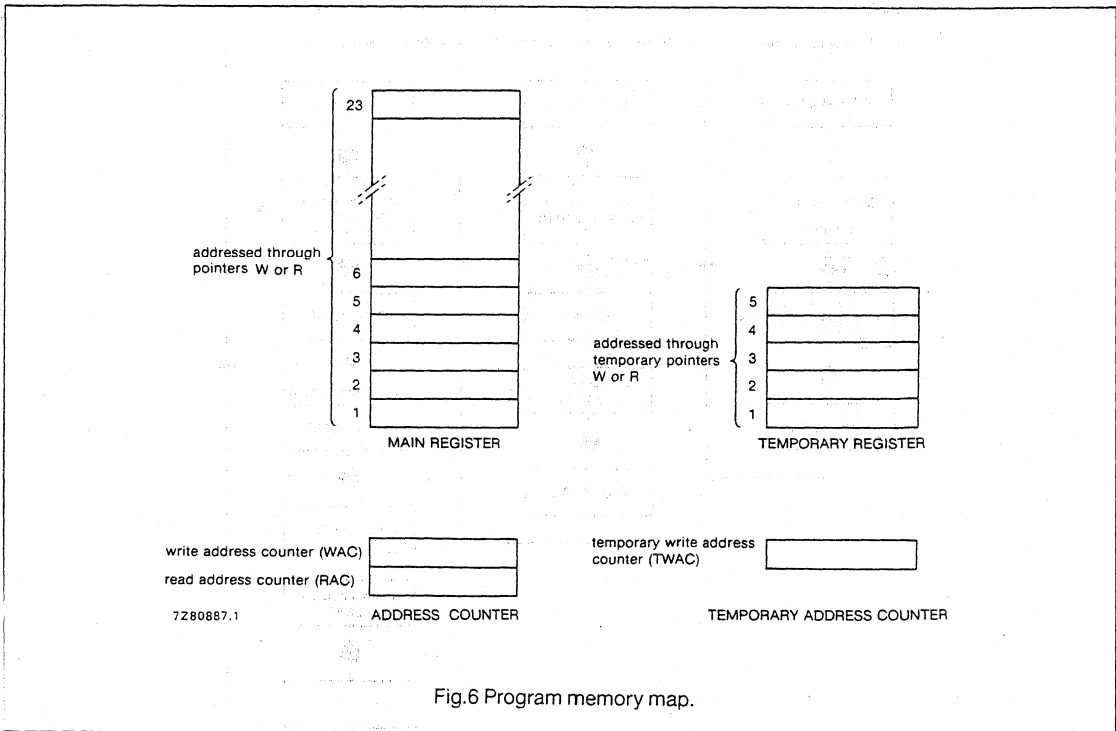 23
addressed through
pointers W or R
6
5
4
3
2
1
MAIN REGISTER
addressed through
temporary pointers
W or R
5
4
3
2
1
TEMPORARY REGISTER
write address counter (WAC)
read address counter (RAC)
7Z80887.1
ADDRESS COUNTER
temporary write address
counter (TWAC)
TEMPORARY ADDRESS COUNTER
Fig.6 Program memory map.